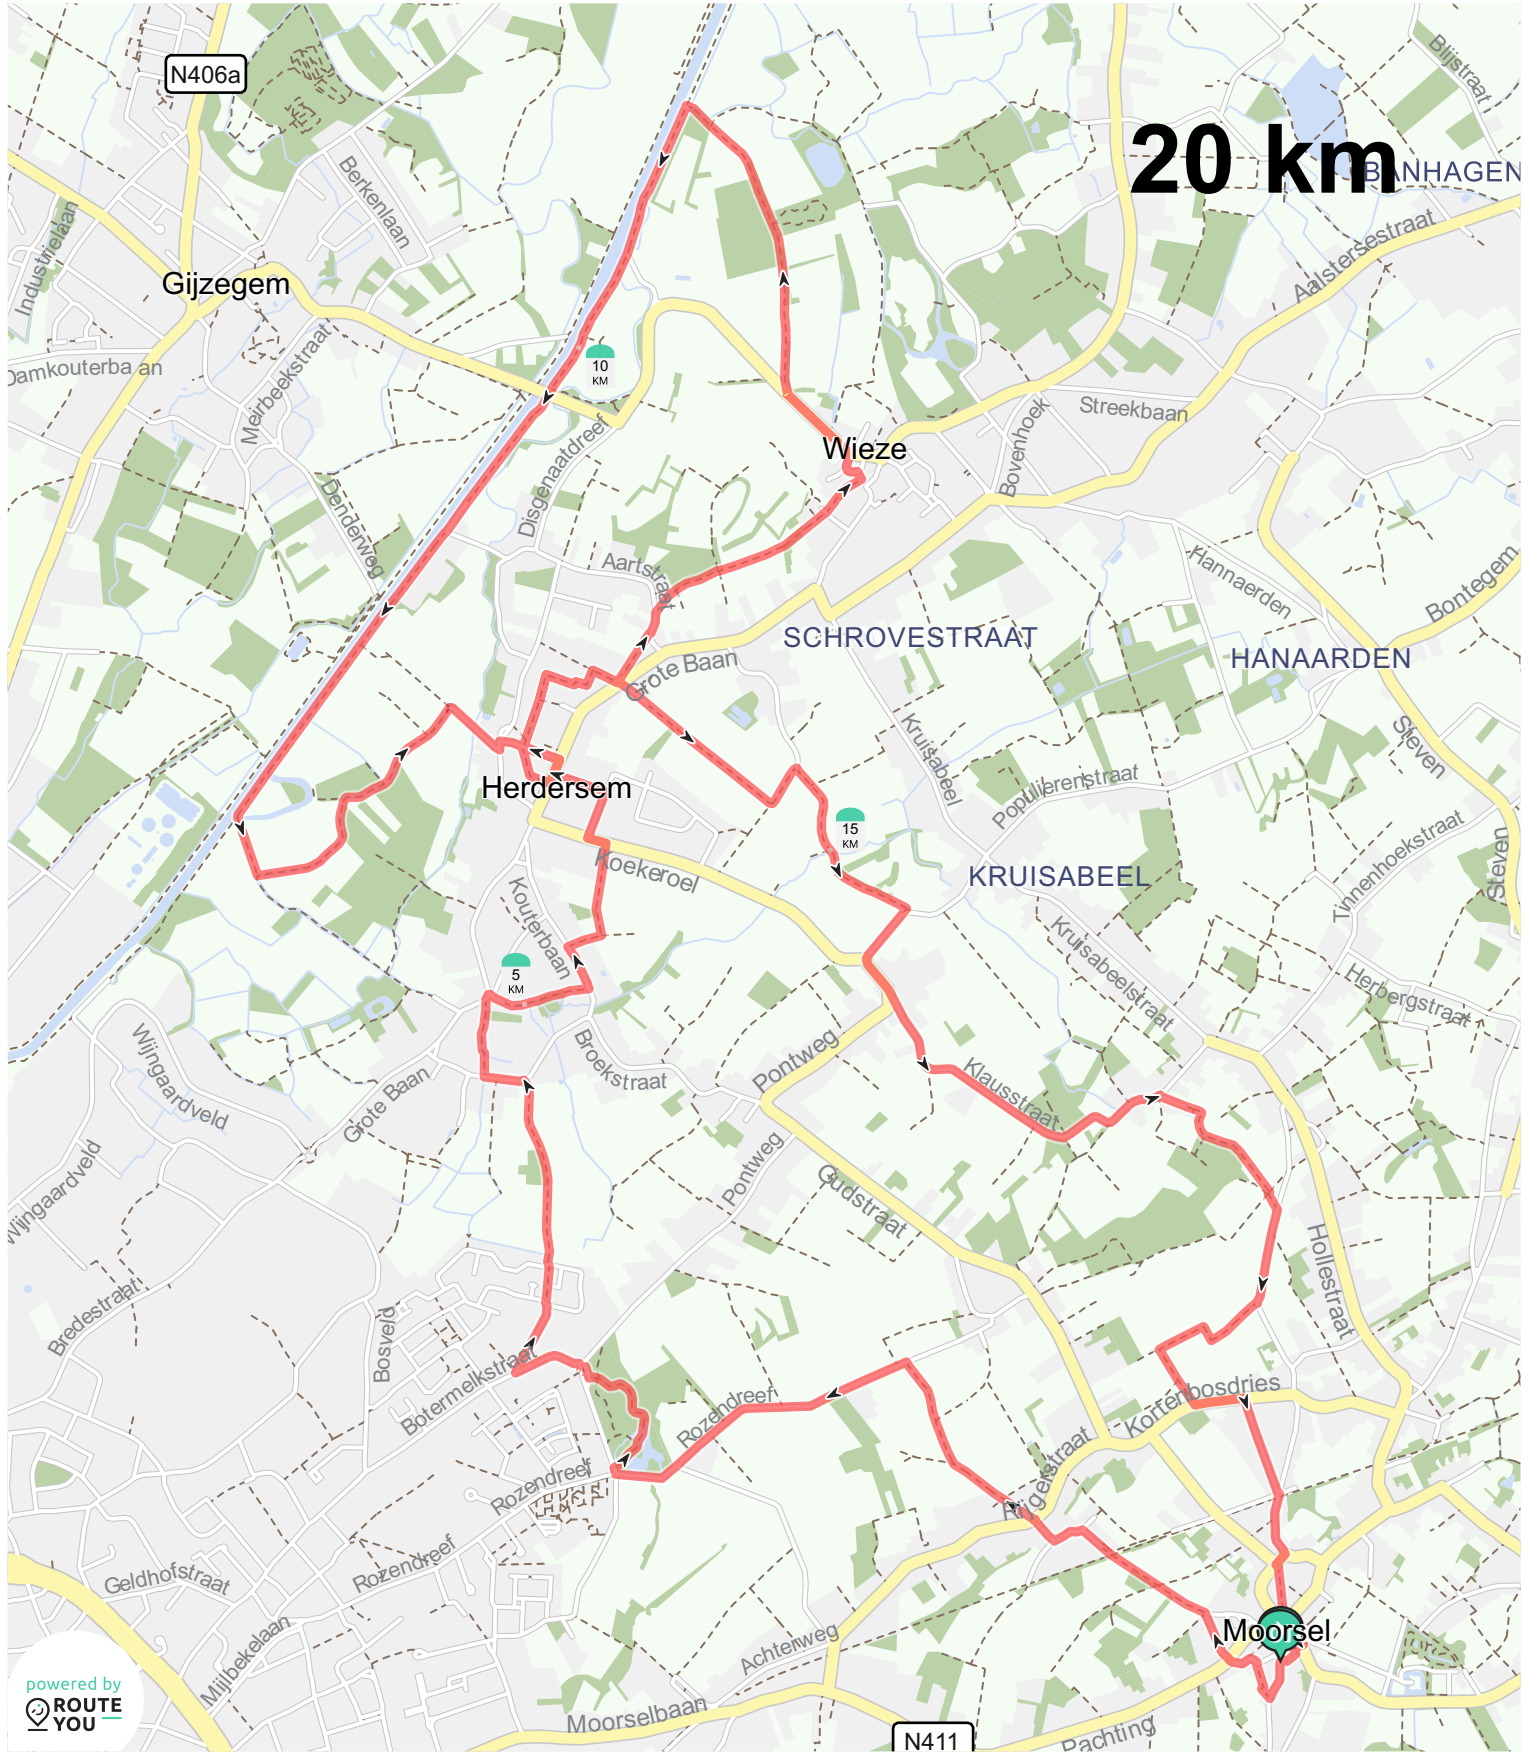 Blijstraat
N406a
20 km
BANHAGEN
Berkenlaan
Industrielaan
Aalstersestraat
Gijzegem
Damkouterba an
Meirbeekstraat
10
KM
Streekbaan
Bovenhoek
Disgenaatdreef
Wieze
Denderweg
Aartstraat
Hannaerden
Bontegem
SCHROVESTRAAT
HANAARDEN
Grote Baan
Kruisabeel
Steven
Populierenstraat
Herdersem
15
KM
Tinnenhoekstraat
Steven
Koekeroel
KRUISABEEL
Kouterbaan
Kruisabeelstraat
5
KM
Herbergstraat
Wijngaardveld
Broekstraat
Pontweg
Klausstraat
Grote Baan
Wijngaardveld
Pontweg
Oudstraat
Hollestraat
Bredestraat
Bosveld
Botermelkstraat
Rozendreef
Kortenbosdries
Rozendreef
Rozendreef
Geldhofstraat
Mijlbekelaan
Achterweg
Moorsel
Moorselbaan
Pachting
N411
powered by
ROUTE
YOU